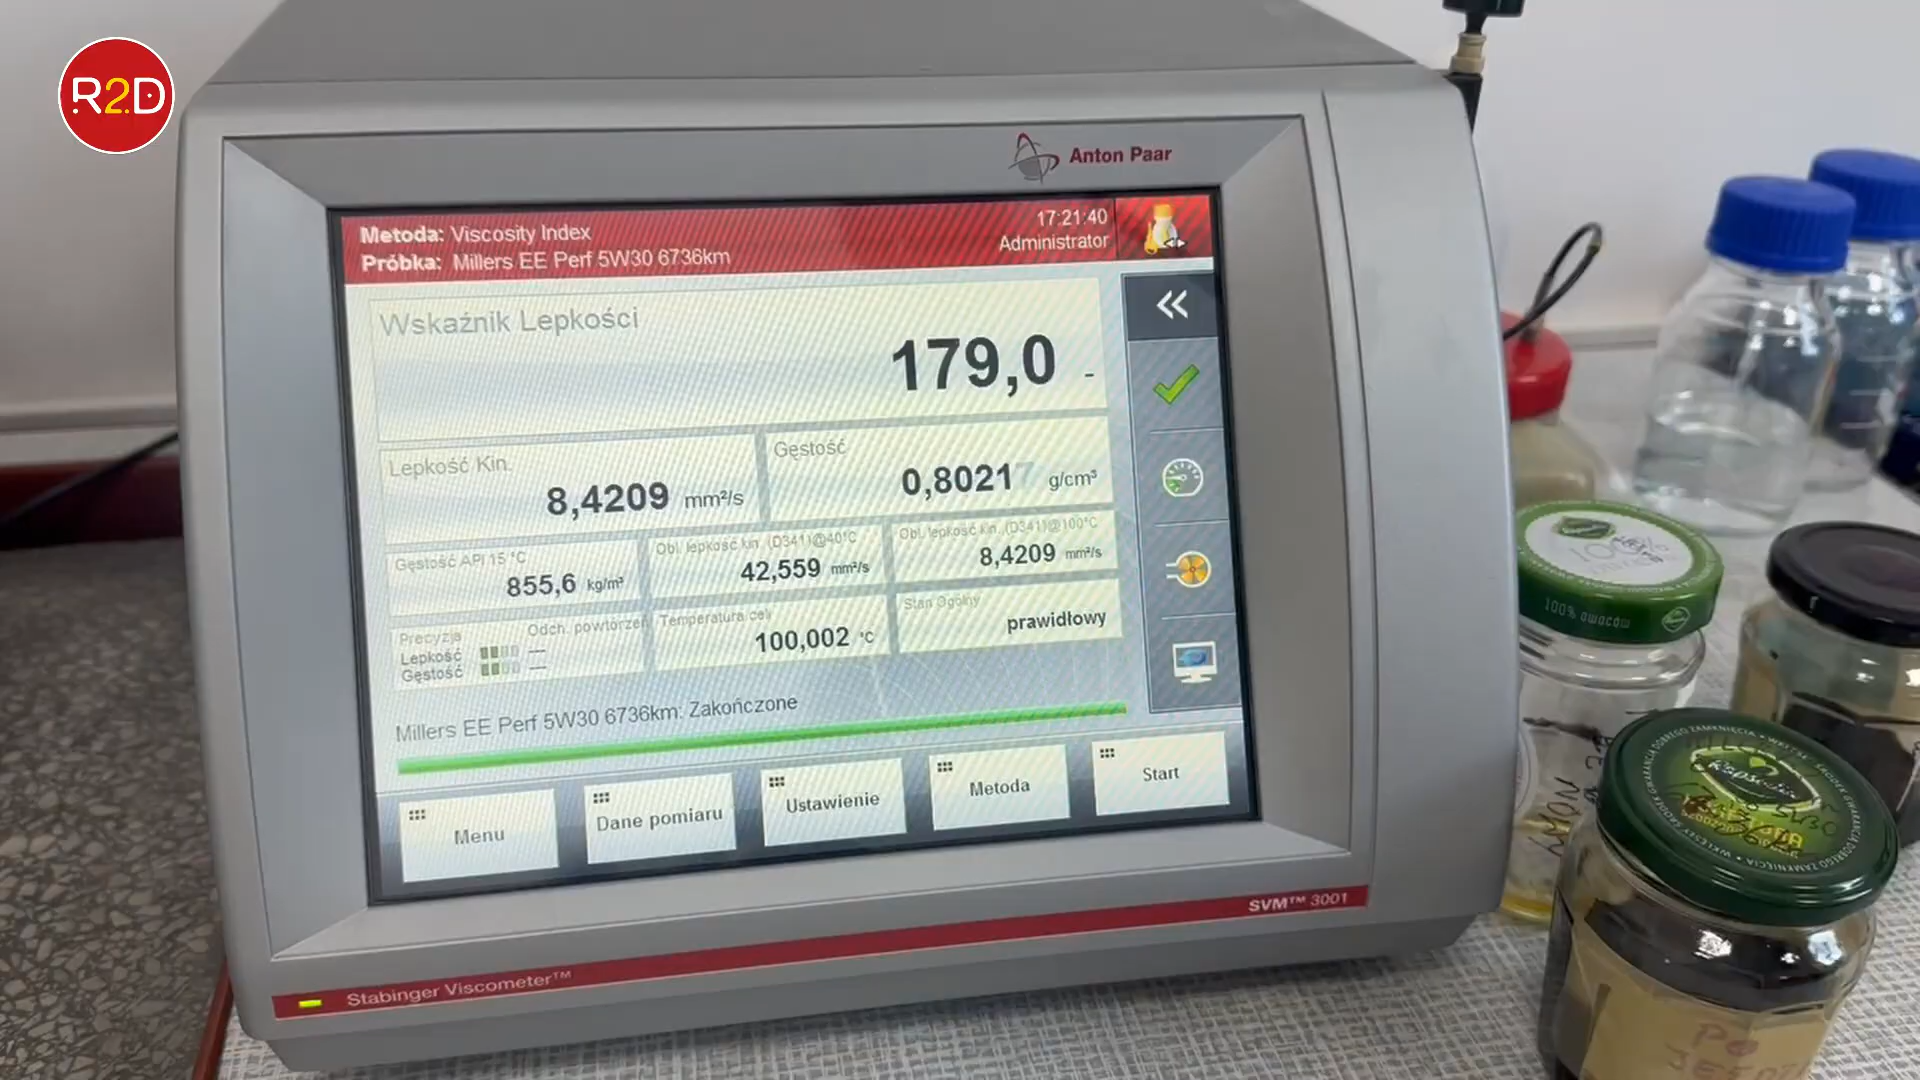 R2D
Anton Paar
Metoda: Viscosity Index
17:21:40
Próbka: Millers EE Perf 5W30 6736km
Administrator
Wskaźnik Lepkości
179,0 -
Lepkość Kin.
8,4209 mm²/s
Gęstość
0,8021 g/cm³
Gęstość API 15 °C
855,6 kg/m³
Obl. lepkość kin. (D341)@40°C
42,559 mm²/s
Obl. lepkość kin. (D341)@100°C
8,4209 mm²/s
Precyzja
Odch. powtórzeń
Lepkość ---
Gęstość ---
Temperatura celi
100,002 °C
Stan Ogólny
prawidłowy
Millers EE Perf 5W30 6736km: Zakończone
Menu
Dane pomiaru
Ustawienie
Metoda
Start
SVM™ 3001
Stabinger Viscometer™
100% OWOCÓW